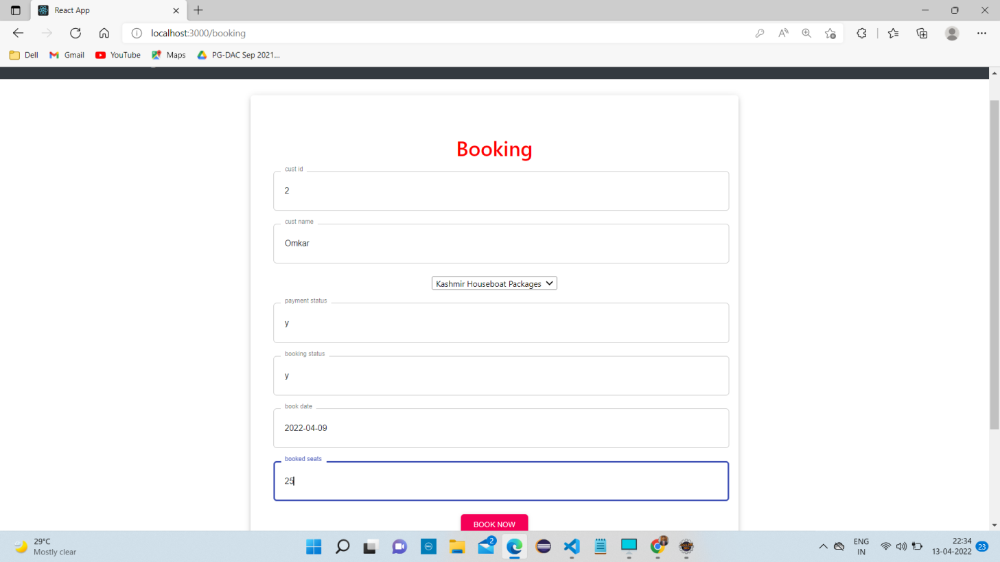 React App
localhost:3000/booking
Dell Gmail YouTube Maps PG-DAC Sep 2021...
Booking
cust id
2
cust name
Omkar
Kashmir Houseboat Packages
payment status
y
booking status
y
book date
2022-04-09
booked seats
25
BOOK NOW
29°C
Mostly clear
2
ENG
IN
22:34
13-04-2022
23